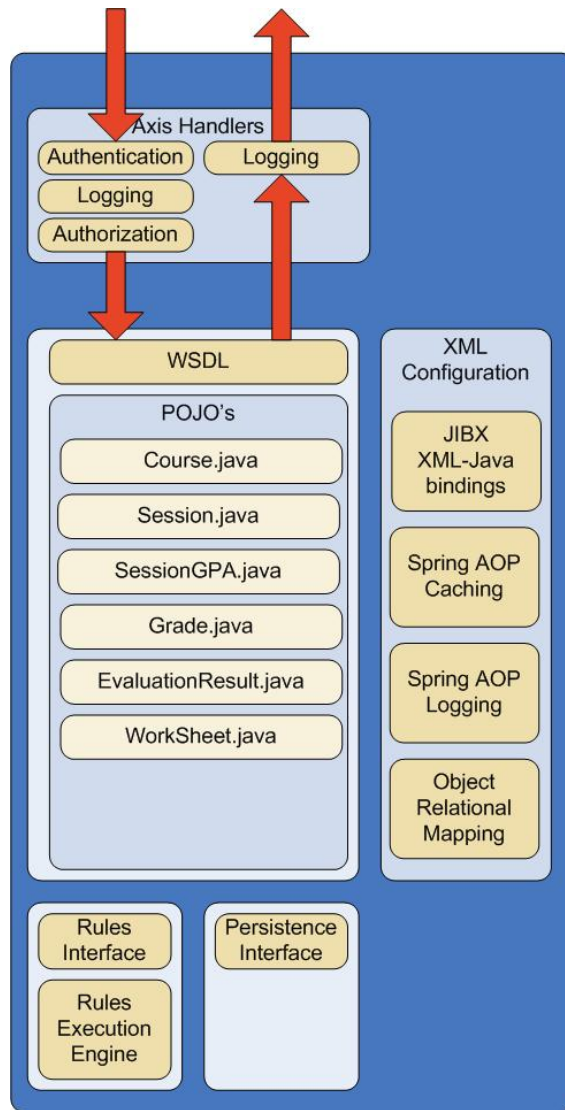 Axis Handlers
Authentication
Logging
Logging
Authorization
WSDL
POJO's
Course.java
Session.java
SessionGPA.java
Grade.java
EvaluationResult.java
WorkSheet.java
XML
Configuration
JIBX
XML-Java
bindings
Spring AOP
Caching
Spring AOP
Logging
Object
Relational
Mapping
Rules
Interface
Rules
Execution
Engine
Persistence
Interface